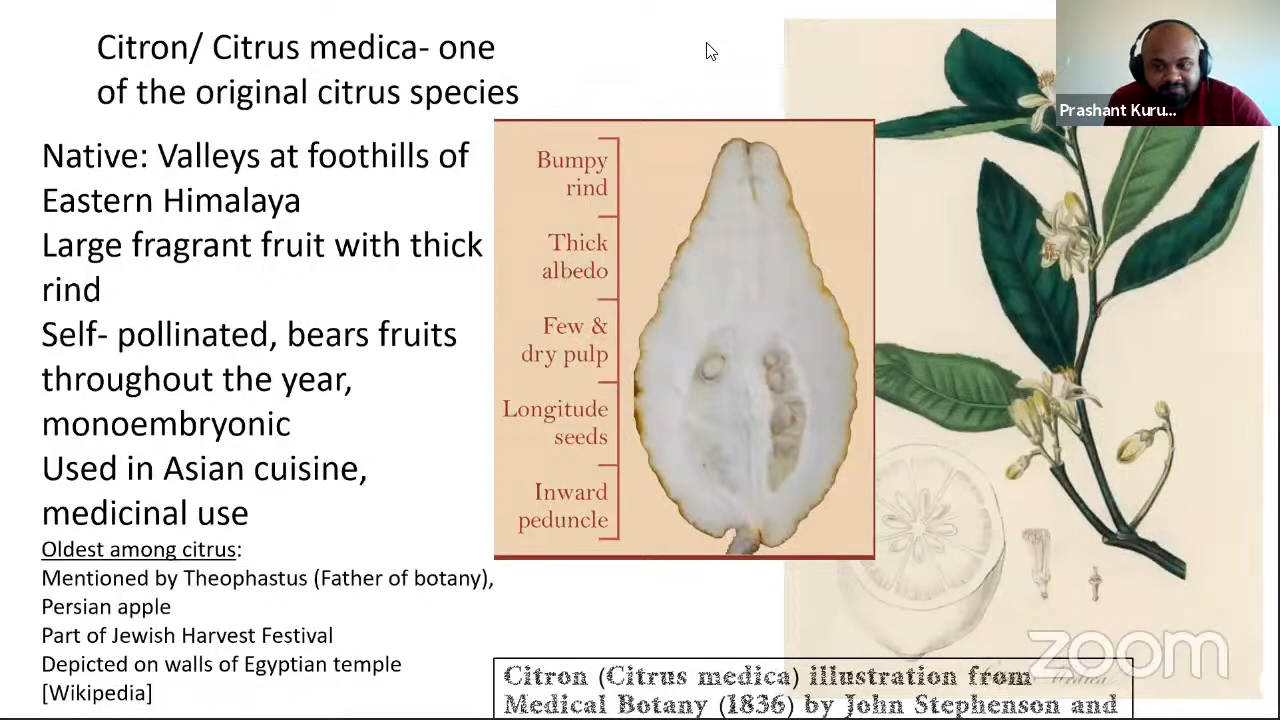 Citron/ Citrus medica- one
of the original citrus species
Native: Valleys at foothills of
Eastern Himalaya
Large fragrant fruit with thick
rind
Self- pollinated, bears fruits
throughout the year,
monoembryonic
Used in Asian cuisine,
medicinal use
Oldest among citrus:
Mentioned by Theophastus (Father of botany),
Persian apple
Part of Jewish Harvest Festival
Depicted on walls of Egyptian temple
[Wikipedia]
Bumpy
rind
Thick
albedo
Few &
dry pulp
Longitude
seeds
Inward
peduncle
Prashant Kuru...
zoom
Citron (Citrus medica) illustration from
Medical Botany (1836) by John Stephenson and